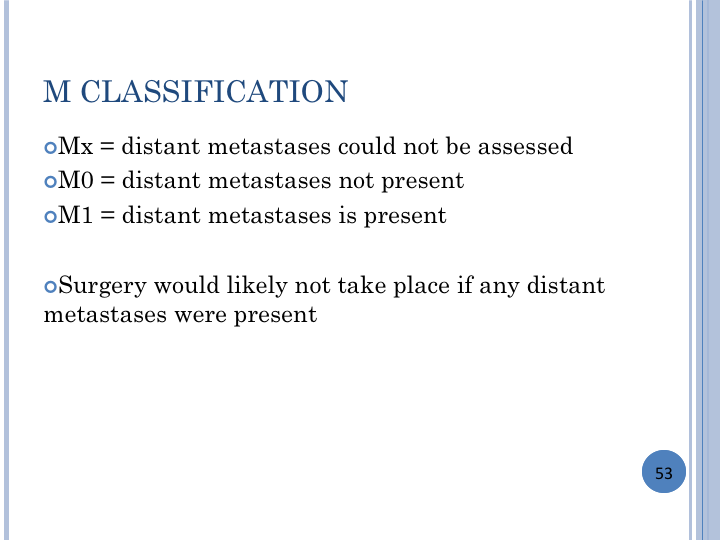 M CLASSIFICATION
Mx = distant metastases could not be assessed
M0 = distant metastases not present
M1 = distant metastases is present
Surgery would likely not take place if any distant
metastases were present
53